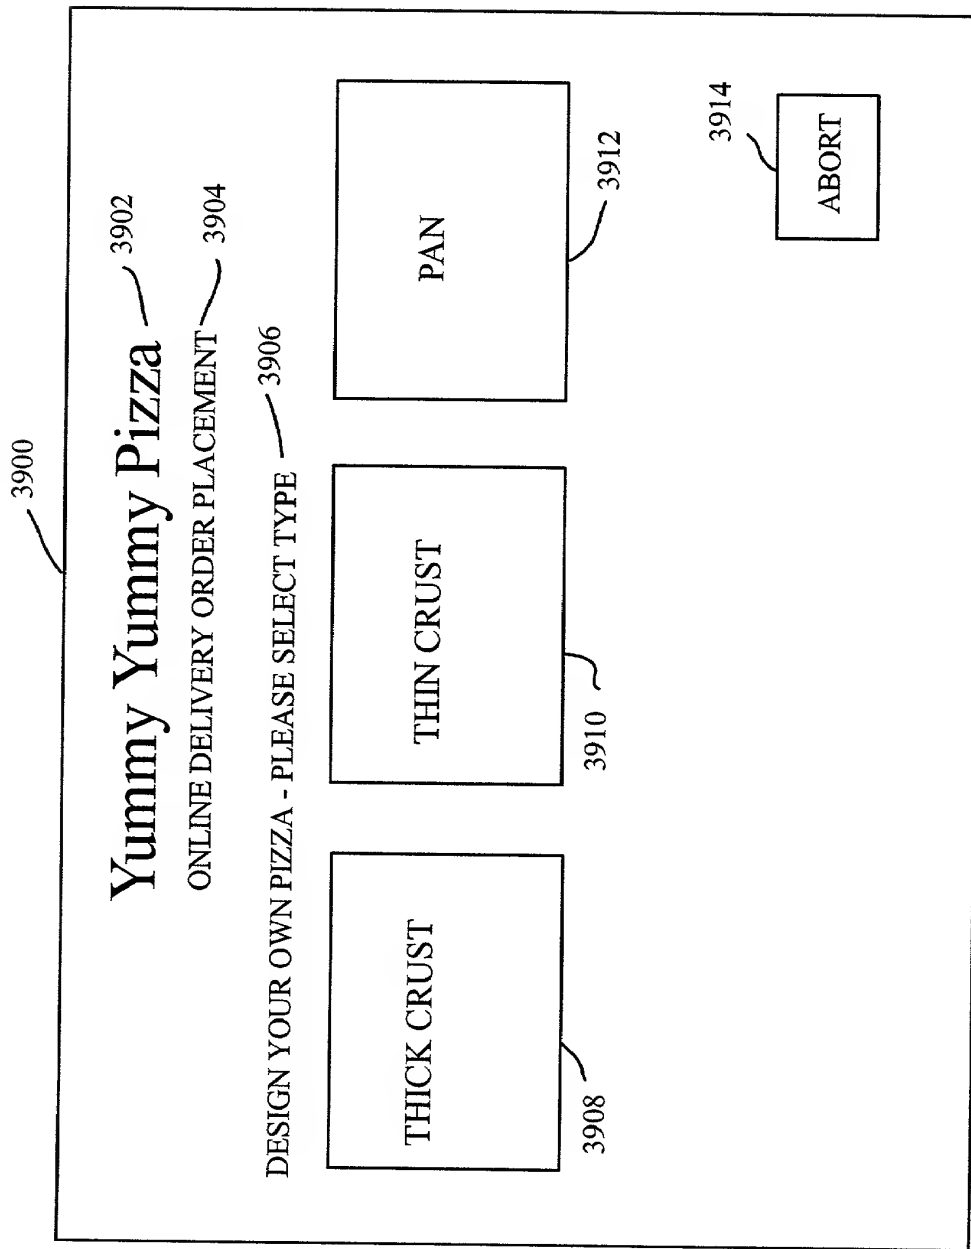 3900
Yummy Yummy Pizza
3902
ONLINE DELIVERY ORDER PLACEMENT
3904
DESIGN YOUR OWN PIZZA - PLEASE SELECT TYPE
3906
THICK CRUST
THIN CRUST
PAN
3908
3910
3912
3914
ABORT